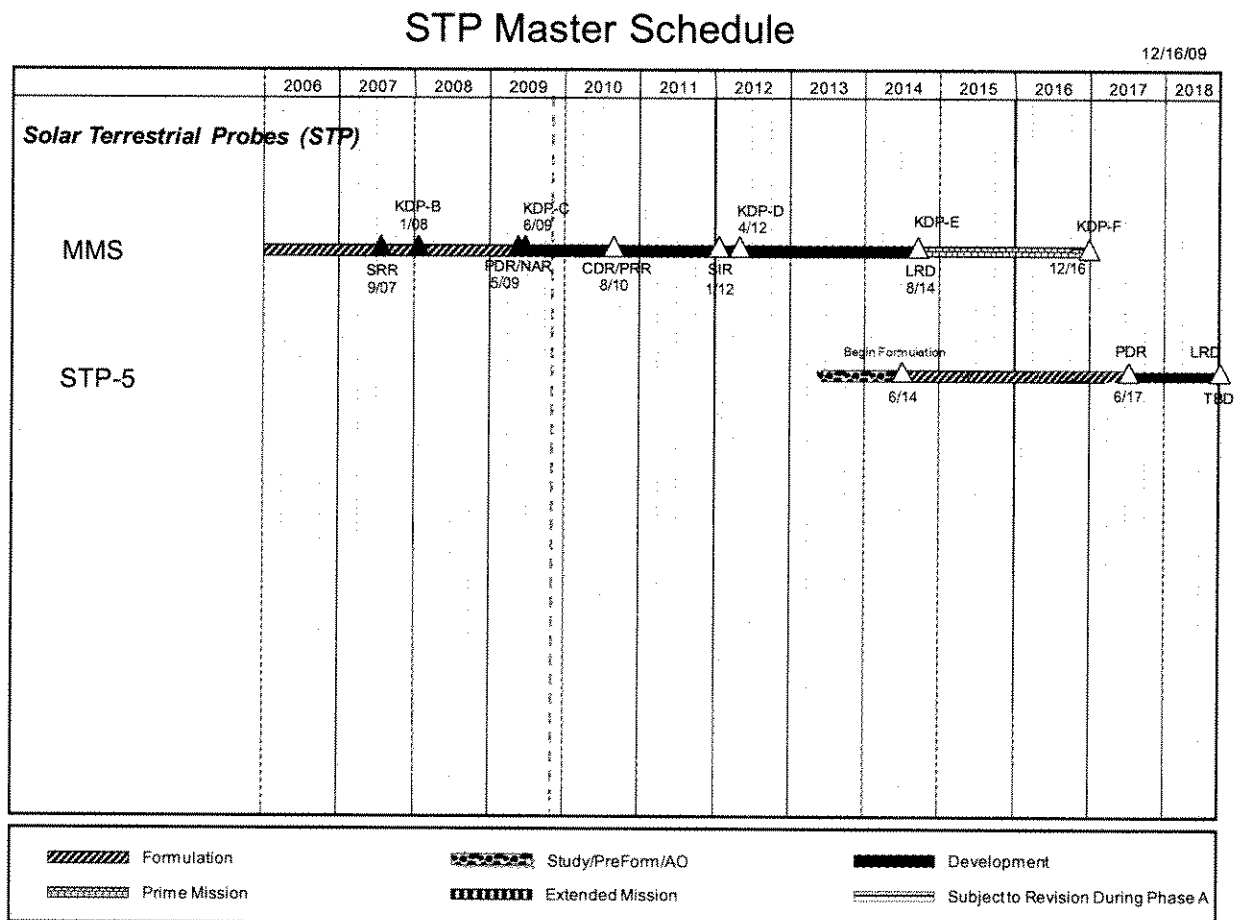 STP Master Schedule
12/16/09
2006 2007 2008 2009 2010 2011 2012 2013 2014 2015 2016 2017 2018
Solar Terrestrial Probes (STP)
KDP-B KDP-C KDP-D KDP-E KDP-F
1/08 6/09 4/12
MMS
SRR PDR/NAR CDR/PRR SIR LRD 12/16
9/07 5/09 8/10 1/12 8/14
Begin Formulation PDR LRD
STP-5
6/14 6/17 TBD
Formulation Study/PreForm/AO Development
Prime Mission Extended Mission Subject to Revision During Phase A